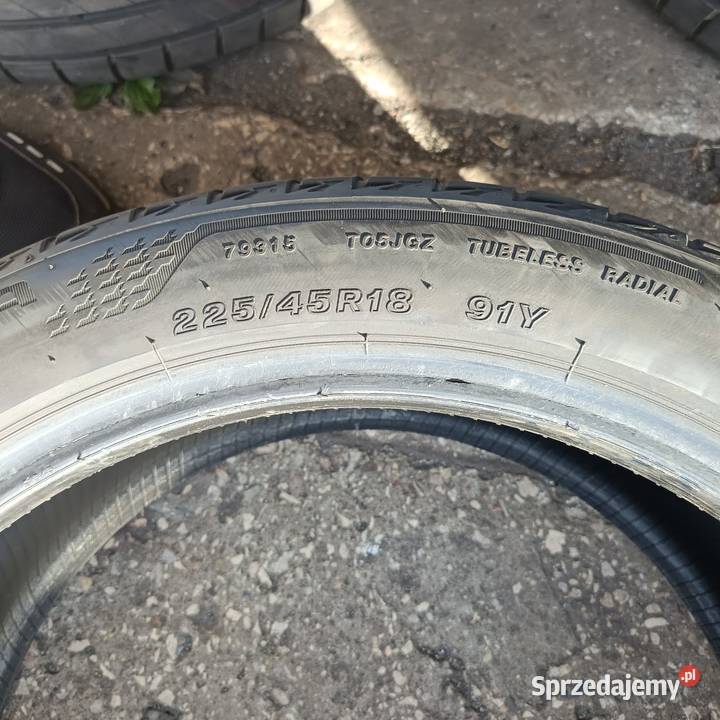 79315 T05JGZ TUBELESS RADIAL
225/45R18 91Y
Sprzedajemy.pl